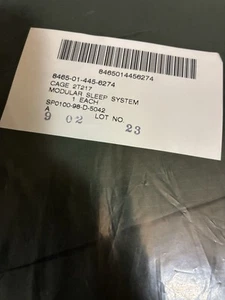 8465014456274
8465-01-445-6274
CAGE 2T217
MODULAR SLEEP SYSTEM
1 EACH
SP0100-98-D-5042
A LOT NO.
9 02 23